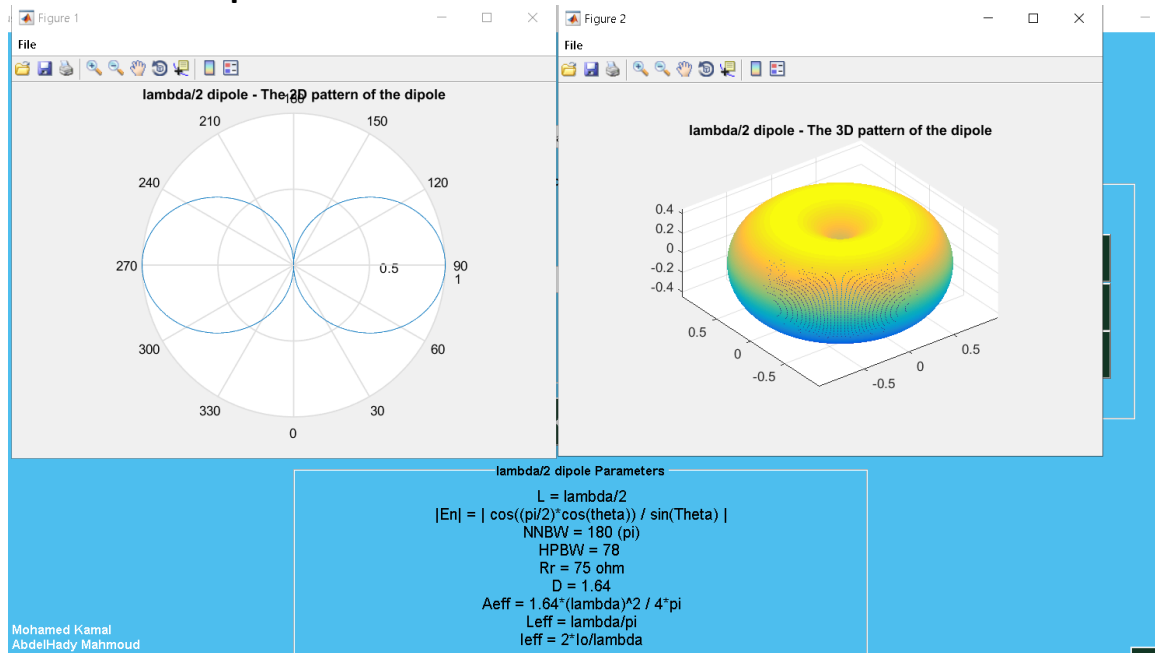 Figure 1
File
lambda/2 dipole - The 2D pattern of the dipole
180
210
150
240
120
270
0.5
90
1
300
60
330
30
0
Figure 2
File
lambda/2 dipole - The 3D pattern of the dipole
0.4
0.2
0
-0.2
-0.4
0.5
0
-0.5
0.5
0
-0.5
lambda/2 dipole Parameters
L = lambda/2
|En| = | cos((pi/2)*cos(theta)) / sin(Theta) |
NNBW = 180 (pi)
HPBW = 78
Rr = 75 ohm
D = 1.64
Aeff = 1.64*(lambda)^2 / 4*pi
Leff = lambda/pi
Ieff = 2*Io/lambda
Mohamed Kamal
AbdelHady Mahmoud